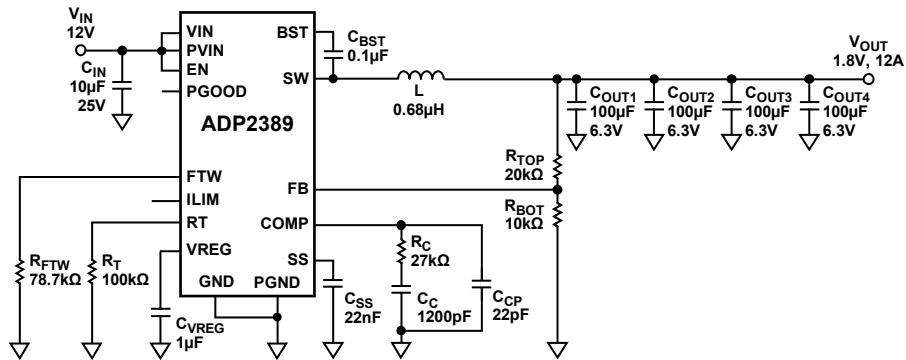 VIN
12V
CIN
10µF
25V
VIN
PVIN
EN
PGOOD
ADP2389
FTW
ILIM
RT
VREG
GND
PGND
BST
SW
FB
COMP
SS
CBST
0.1µF
L
0.68µH
VOUT
1.8V, 12A
COUT1
100µF
6.3V
COUT2
100µF
6.3V
COUT3
100µF
6.3V
COUT4
100µF
6.3V
RTOP
20kΩ
RBOT
10kΩ
RFTW
78.7kΩ
RT
100kΩ
CVREG
1µF
CSS
22nF
RC
27kΩ
CC
1200pF
CCP
22pF